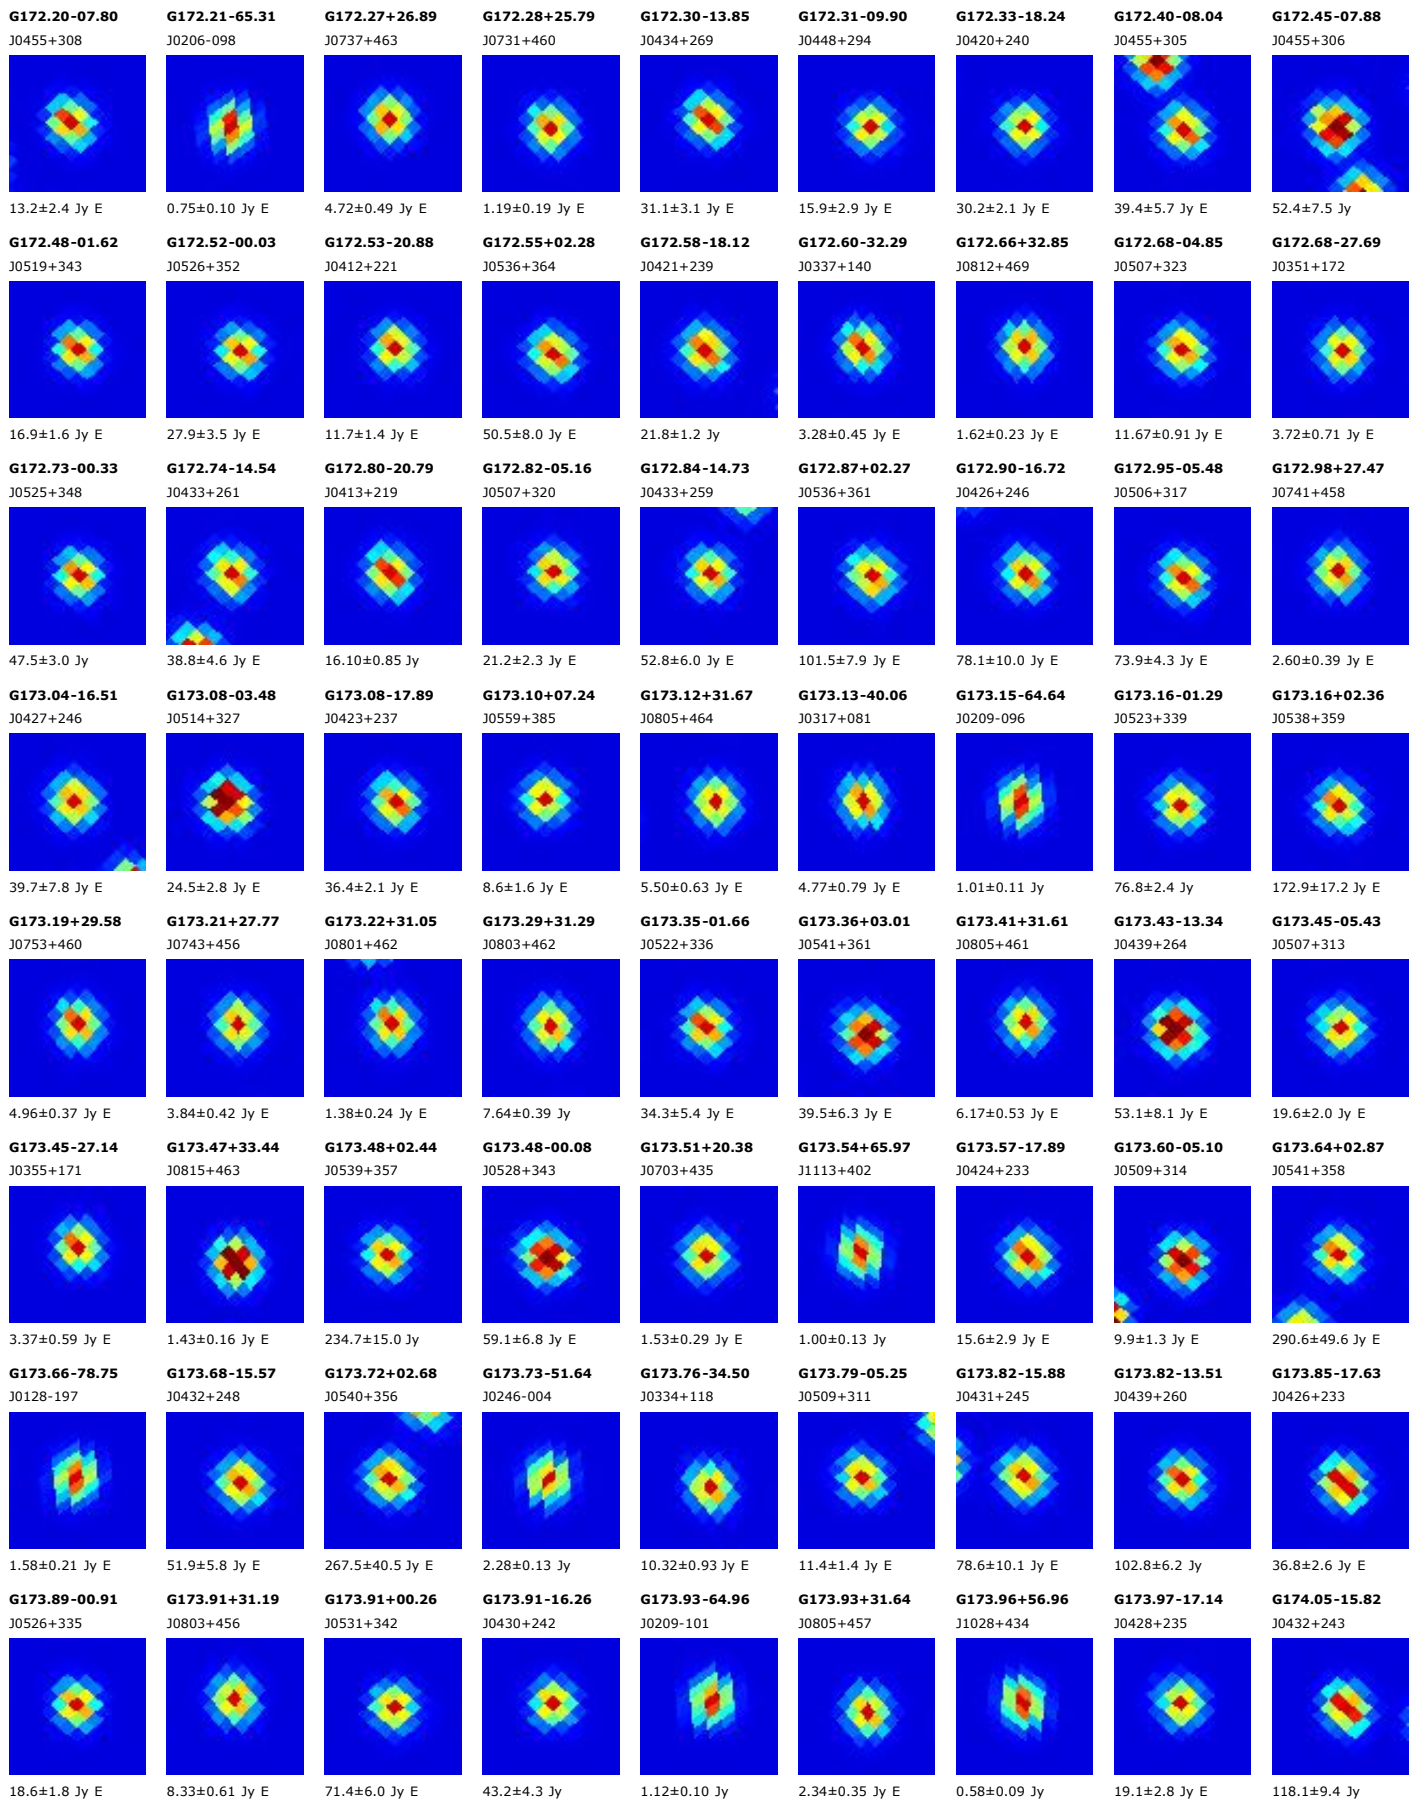 G172.20-07.80 G172.21-65.31 G172.27+26.89 G172.28+25.79 G172.30-13.85 G172.31-09.90 G172.33-18.24 G172.40-08.04 G172.45-07.88
J0455+308 J0206-098 J0737+463 J0731+460 J0434+269 J0448+294 J0420+240 J0455+305 J0455+306
13.2±2.4 Jy E 0.75±0.10 Jy E 4.72±0.49 Jy E 1.19±0.19 Jy E 31.1±3.1 Jy E 15.9±2.9 Jy E 30.2±2.1 Jy E 39.4±5.7 Jy E 52.4±7.5 Jy
G172.48-01.62 G172.52-00.03 G172.53-20.88 G172.55+02.28 G172.58-18.12 G172.60-32.29 G172.66+32.85 G172.68-04.85 G172.68-27.69
J0519+343 J0526+352 J0412+221 J0536+364 J0421+239 J0337+140 J0812+469 J0507+323 J0351+172
16.9±1.6 Jy E 27.9±3.5 Jy E 11.7±1.4 Jy E 50.5±8.0 Jy E 21.8±1.2 Jy 3.28±0.45 Jy E 1.62±0.23 Jy E 11.67±0.91 Jy E 3.72±0.71 Jy E
G172.73-00.33 G172.74-14.54 G172.80-20.79 G172.82-05.16 G172.84-14.73 G172.87+02.27 G172.90-16.72 G172.95-05.48 G172.98+27.47
J0525+348 J0433+261 J0413+219 J0507+320 J0433+259 J0536+361 J0426+246 J0506+317 J0741+458
47.5±3.0 Jy 38.8±4.6 Jy E 16.10±0.85 Jy 21.2±2.3 Jy E 52.8±6.0 Jy E 101.5±7.9 Jy E 78.1±10.0 Jy E 73.9±4.3 Jy E 2.60±0.39 Jy E
G173.04-16.51 G173.08-03.48 G173.08-17.89 G173.10+07.24 G173.12+31.67 G173.13-40.06 G173.15-64.64 G173.16-01.29 G173.16+02.36
J0427+246 J0514+327 J0423+237 J0559+385 J0805+464 J0317+081 J0209-096 J0523+339 J0538+359
39.7±7.8 Jy E 24.5±2.8 Jy E 36.4±2.1 Jy E 8.6±1.6 Jy E 5.50±0.63 Jy E 4.77±0.79 Jy E 1.01±0.11 Jy 76.8±2.4 Jy 172.9±17.2 Jy E
G173.19+29.58 G173.21+27.77 G173.22+31.05 G173.29+31.29 G173.35-01.66 G173.36+03.01 G173.41+31.61 G173.43-13.34 G173.45-05.43
J0753+460 J0743+456 J0801+462 J0803+462 J0522+336 J0541+361 J0805+461 J0439+264 J0507+313
4.96±0.37 Jy E 3.84±0.42 Jy E 1.38±0.24 Jy E 7.64±0.39 Jy 34.3±5.4 Jy E 39.5±6.3 Jy E 6.17±0.53 Jy E 53.1±8.1 Jy E 19.6±2.0 Jy E
G173.45-27.14 G173.47+33.44 G173.48+02.44 G173.48-00.08 G173.51+20.38 G173.54+65.97 G173.57-17.89 G173.60-05.10 G173.64+02.87
J0355+171 J0815+463 J0539+357 J0528+343 J0703+435 J1113+402 J0424+233 J0509+314 J0541+358
3.37±0.59 Jy E 1.43±0.16 Jy E 234.7±15.0 Jy 59.1±6.8 Jy E 1.53±0.29 Jy E 1.00±0.13 Jy 15.6±2.9 Jy E 9.9±1.3 Jy E 290.6±49.6 Jy E
G173.66-78.75 G173.68-15.57 G173.72+02.68 G173.73-51.64 G173.76-34.50 G173.79-05.25 G173.82-15.88 G173.82-13.51 G173.85-17.63
J0128-197 J0432+248 J0540+356 J0246-004 J0334+118 J0509+311 J0431+245 J0439+260 J0426+233
1.58±0.21 Jy E 51.9±5.8 Jy E 267.5±40.5 Jy E 2.28±0.13 Jy 10.32±0.93 Jy E 11.4±1.4 Jy E 78.6±10.1 Jy E 102.8±6.2 Jy 36.8±2.6 Jy E
G173.89-00.91 G173.91+31.19 G173.91+00.26 G173.91-16.26 G173.93-64.96 G173.93+31.64 G173.96+56.96 G173.97-17.14 G174.05-15.82
J0526+335 J0803+456 J0531+342 J0430+242 J0209-101 J0805+457 J1028+434 J0428+235 J0432+243
18.6±1.8 Jy E 8.33±0.61 Jy E 71.4±6.0 Jy E 43.2±4.3 Jy 1.12±0.10 Jy 2.34±0.35 Jy E 0.58±0.09 Jy 19.1±2.8 Jy E 118.1±9.4 Jy